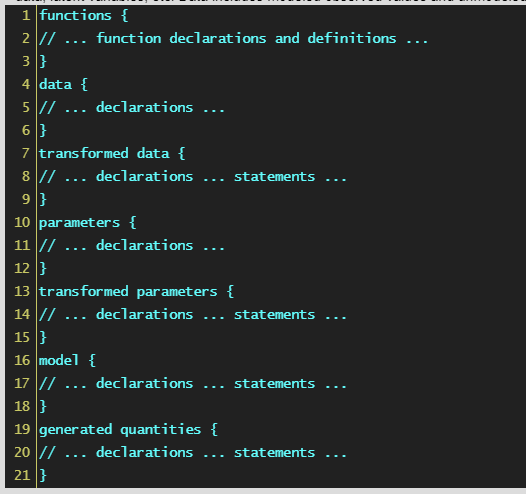 1 functions {
2 // ... function declarations and definitions ...
3 }
4 data {
5 // ... declarations ...
6 }
7 transformed data {
8 // ... declarations ... statements ...
9 }
10 parameters {
11 // ... declarations ...
12 }
13 transformed parameters {
14 // ... declarations ... statements ...
15 }
16 model {
17 // ... declarations ... statements ...
18 }
19 generated quantities {
20 // ... declarations ... statements ...
21 }